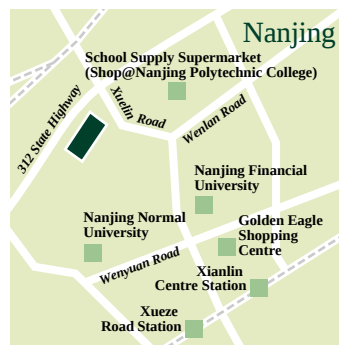 Nanjing
School Supply Supermarket
(Shop@Nanjing Polytechnic College)
312 State Highway
Xuelin Road
Wenlan Road
Nanjing Financial
University
Nanjing Normal
University
Golden Eagle
Shopping
Centre
Wenyuan Road
Xianlin
Centre Station
Xueze
Road Station